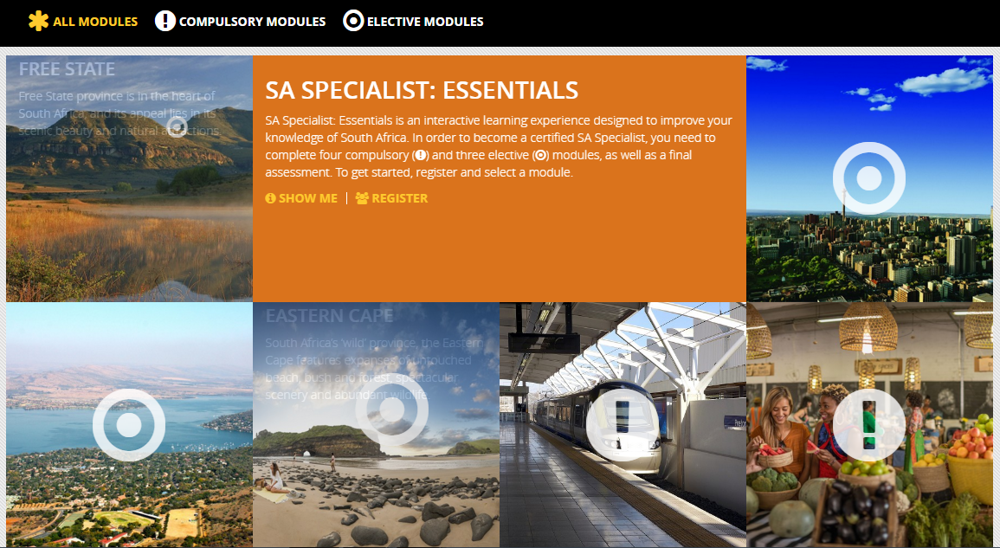 ALL MODULES COMPULSORY MODULES ELECTIVE MODULES
FREE STATE
Free State province is in the heart of
South Africa, and its appeal lies in its
scenic beauty and natural attractions.
SA SPECIALIST: ESSENTIALS
SA Specialist: Essentials is an interactive learning experience designed to improve your
knowledge of South Africa. In order to become a certified SA Specialist, you need to
complete four compulsory (!) and three elective (⊙) modules, as well as a final
assessment. To get started, register and select a module.
SHOW ME | REGISTER
EASTERN CAPE
South Africa's 'wild' province, the Eastern
Cape features expanses of untouched
beach, bush and forest, spectacular
scenery and abundant wildlife.